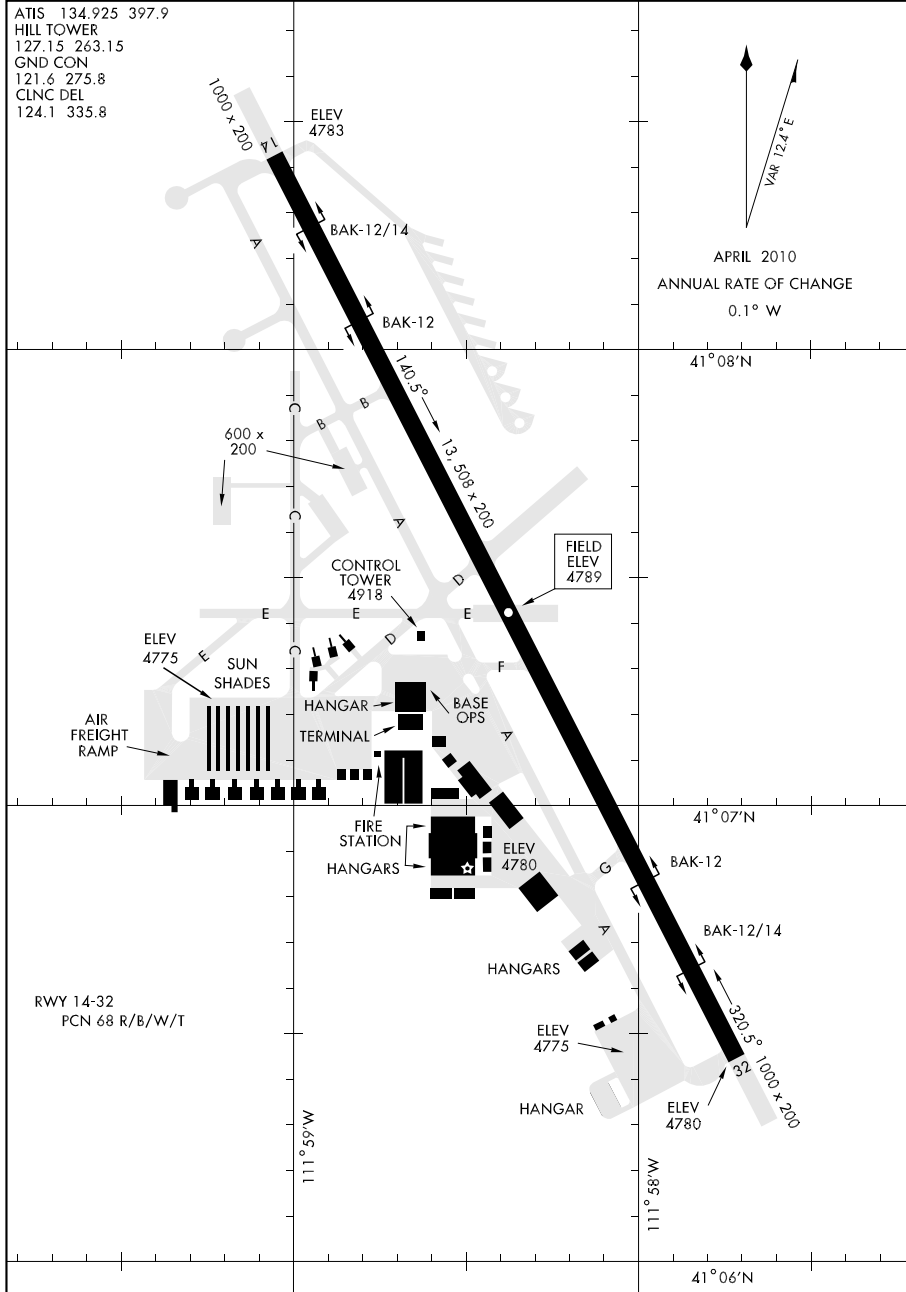 ATIS 134.925 397.9
HILL TOWER
127.15 263.15
GND CON
121.6 275.8
CLNC DEL
124.1 335.8
1000 x 200
ELEV
4783
14
VAR 12.4° E
A
BAK-12/14
APRIL 2010
ANNUAL RATE OF CHANGE
0.1° W
BAK-12
41°08'N
140.5°
C
B
B
600 x
200
13, 508 x 200
C
A
CONTROL
TOWER
4918
FIELD
ELEV
4789
D
E
E
E
D
ELEV
4775
E
SUN
SHADES
C
F
HANGAR
BASE
OPS
AIR
FREIGHT
RAMP
TERMINAL
A
41°07'N
FIRE
STATION
HANGARS
ELEV
4780
G
BAK-12
A
BAK-12/14
HANGARS
RWY 14-32
PCN 68 R/B/W/T
320.5°
ELEV
4775
32
1000 x 200
HANGAR
ELEV
4780
111°59'W
111°58'W
41°06'N